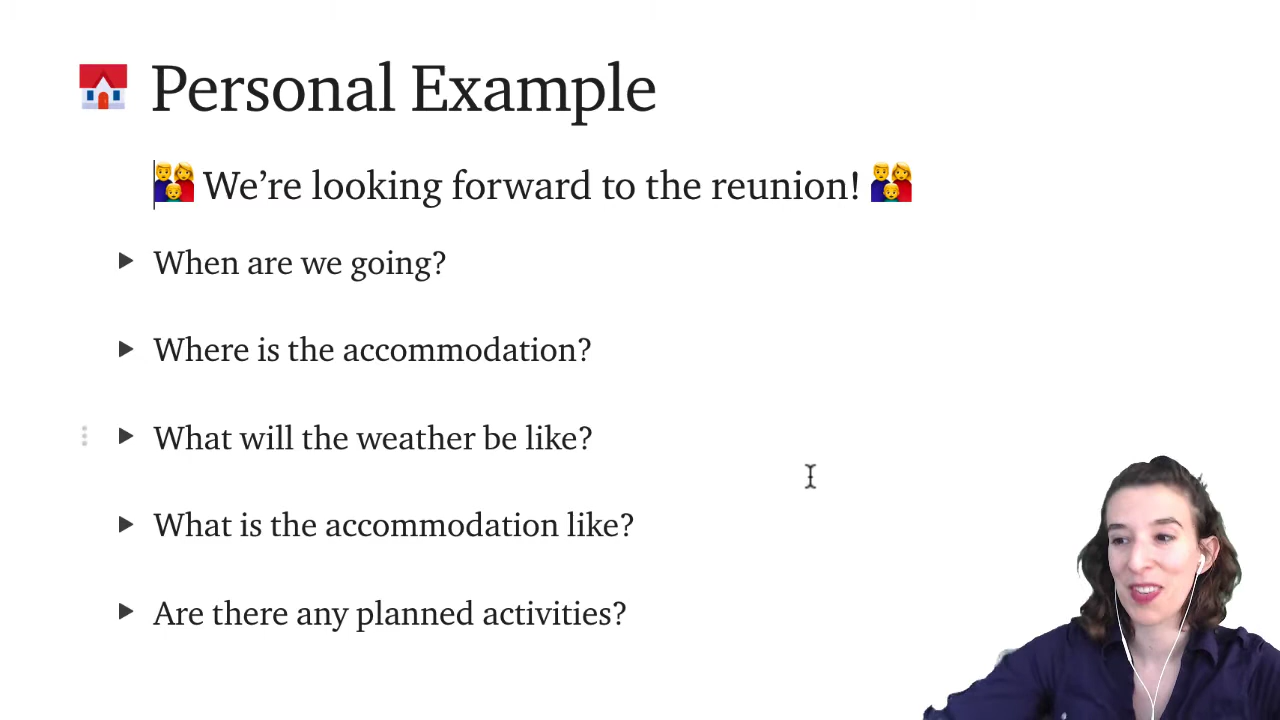 Personal Example
We're looking forward to the reunion!
When are we going?
Where is the accommodation?
What will the weather be like?
What is the accommodation like?
Are there any planned activities?